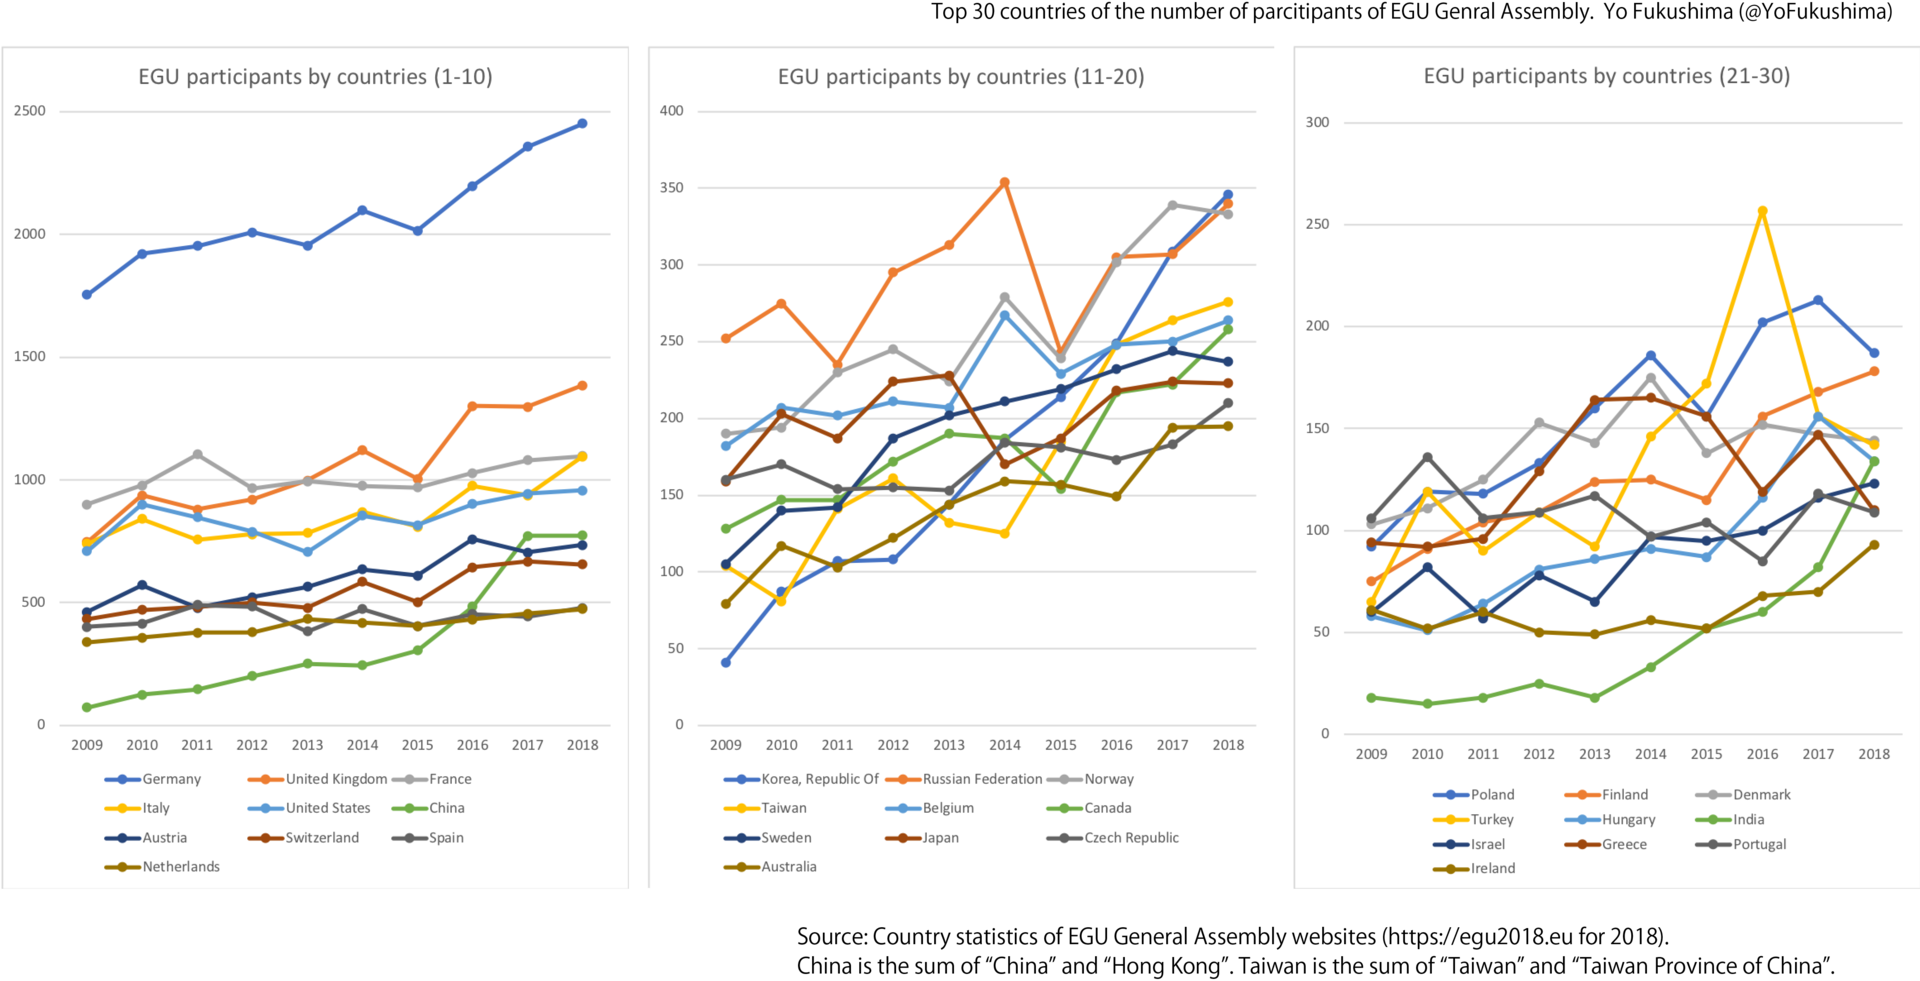 Top 30 countries of the number of parcitipants of EGU Genral Assembly. Yo Fukushima (@YoFukushima)
EGU participants by countries (1-10)
2500
2000
1500
1000
500
0
2009 2010 2011 2012 2013 2014 2015 2016 2017 2018
Germany United Kingdom France
Italy United States China
Austria Switzerland Spain
Netherlands
EGU participants by countries (11-20)
400
350
300
250
200
150
100
50
0
2009 2010 2011 2012 2013 2014 2015 2016 2017 2018
Korea, Republic Of Russian Federation Norway
Taiwan Belgium Canada
Sweden Japan Czech Republic
Australia
EGU participants by countries (21-30)
300
250
200
150
100
50
0
2009 2010 2011 2012 2013 2014 2015 2016 2017 2018
Poland Finland Denmark
Turkey Hungary India
Israel Greece Portugal
Ireland
Source: Country statistics of EGU General Assembly websites (https://egu2018.eu for 2018).
China is the sum of “China” and “Hong Kong”. Taiwan is the sum of “Taiwan” and “Taiwan Province of China”.